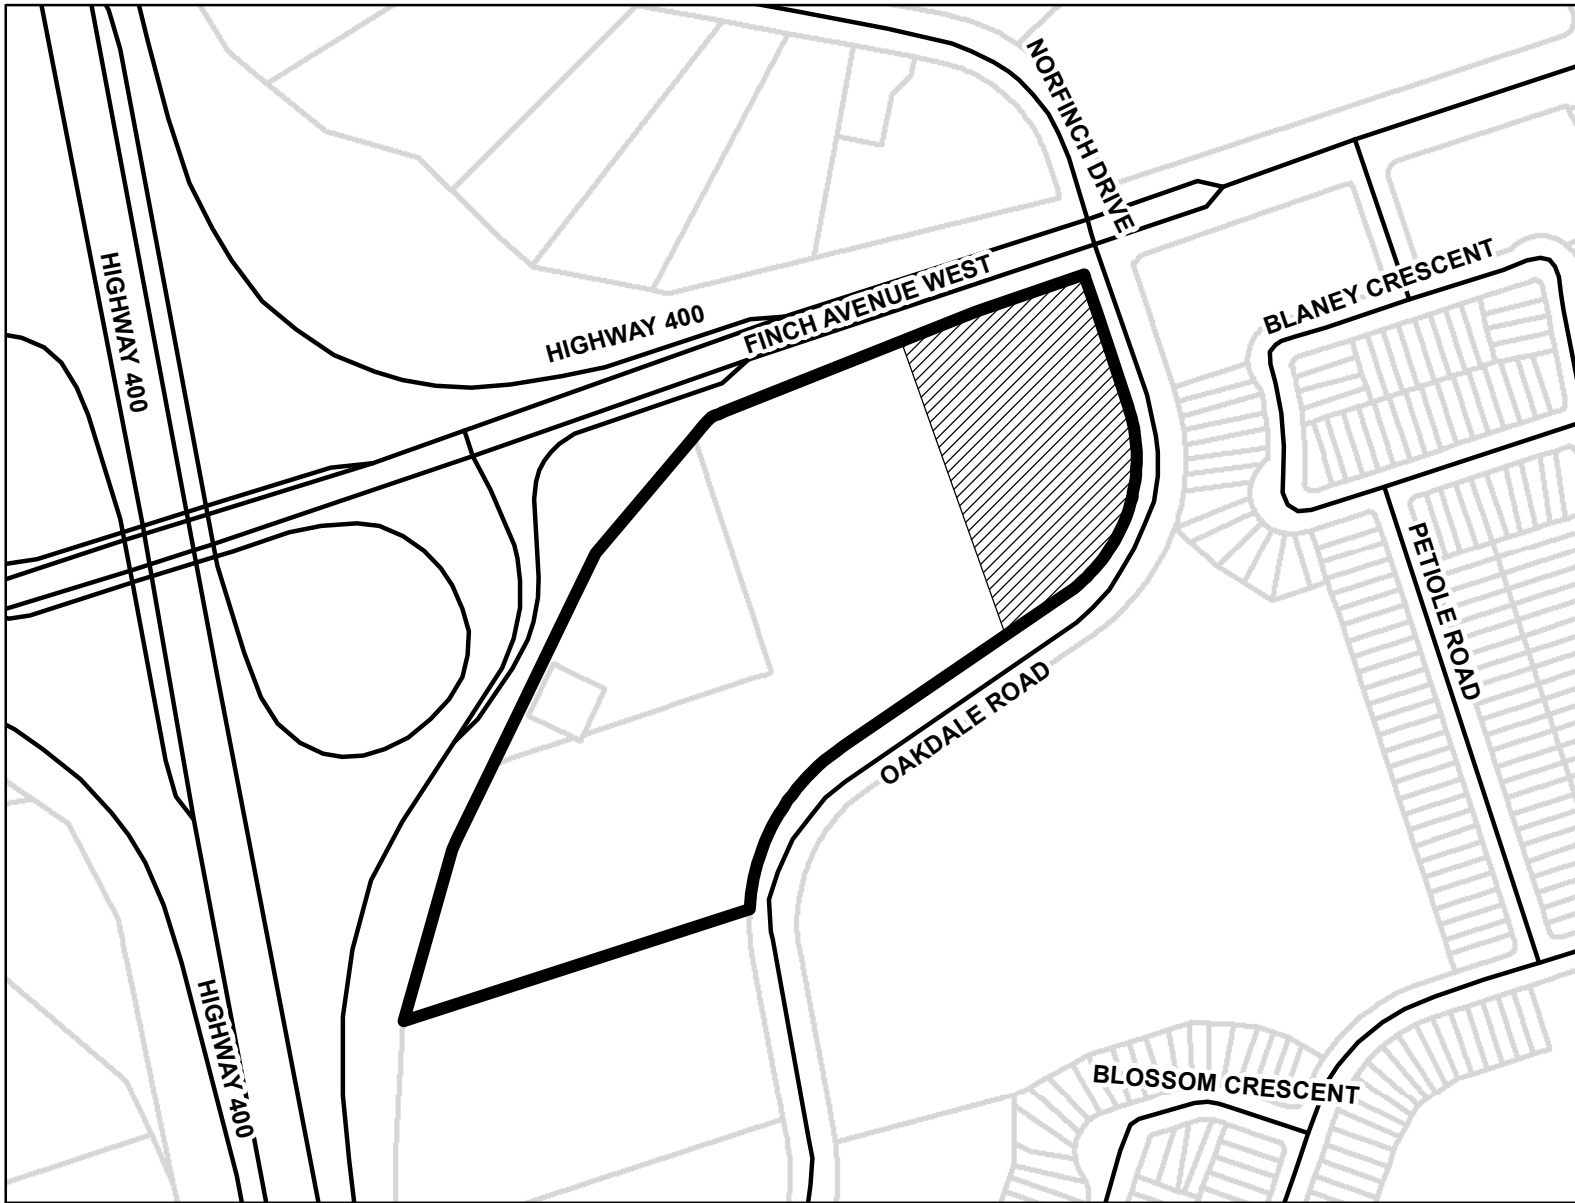 NORFINCH DRIVE
BLANEY CRESCENT
HIGHWAY 400
FINCH AVENUE WEST
HIGHWAY 400
PETIOLE ROAD
OAKDALE ROAD
HIGHWAY 400
BLOSSOM CRESCENT